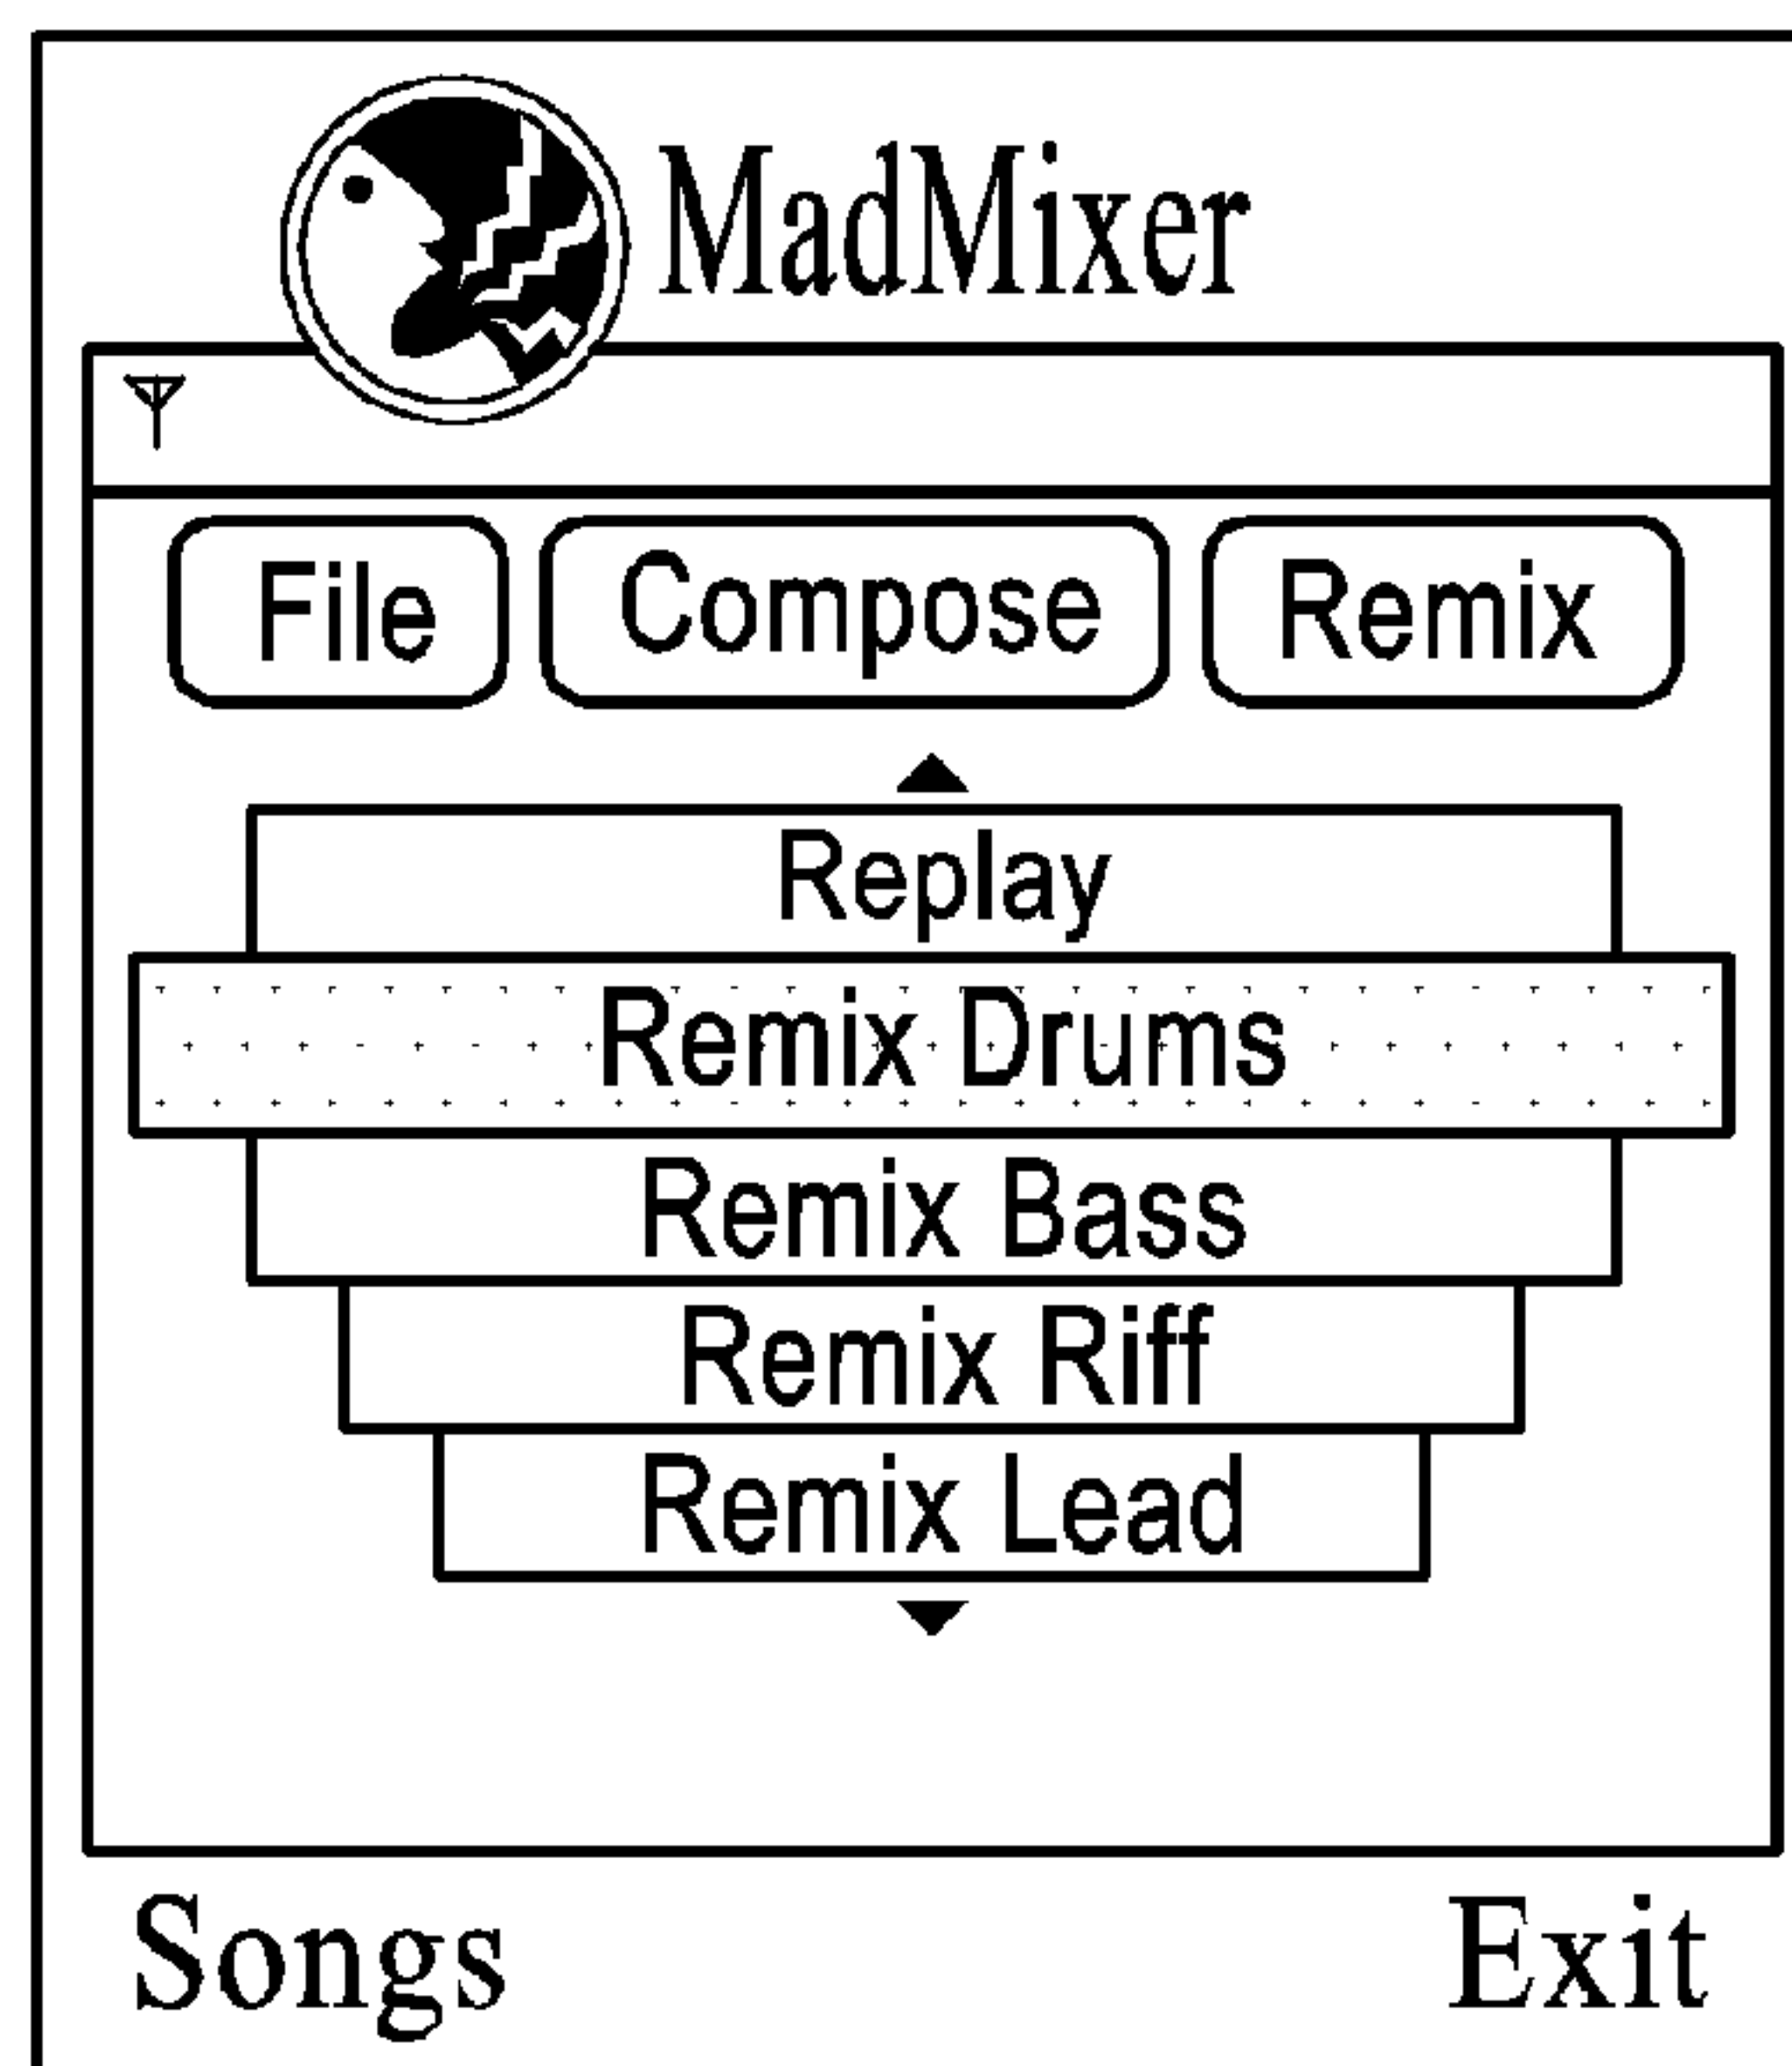 MadMixer
File Compose Remix
Replay
Remix Drums
Remix Bass
Remix Riff
Remix Lead
Songs Exit